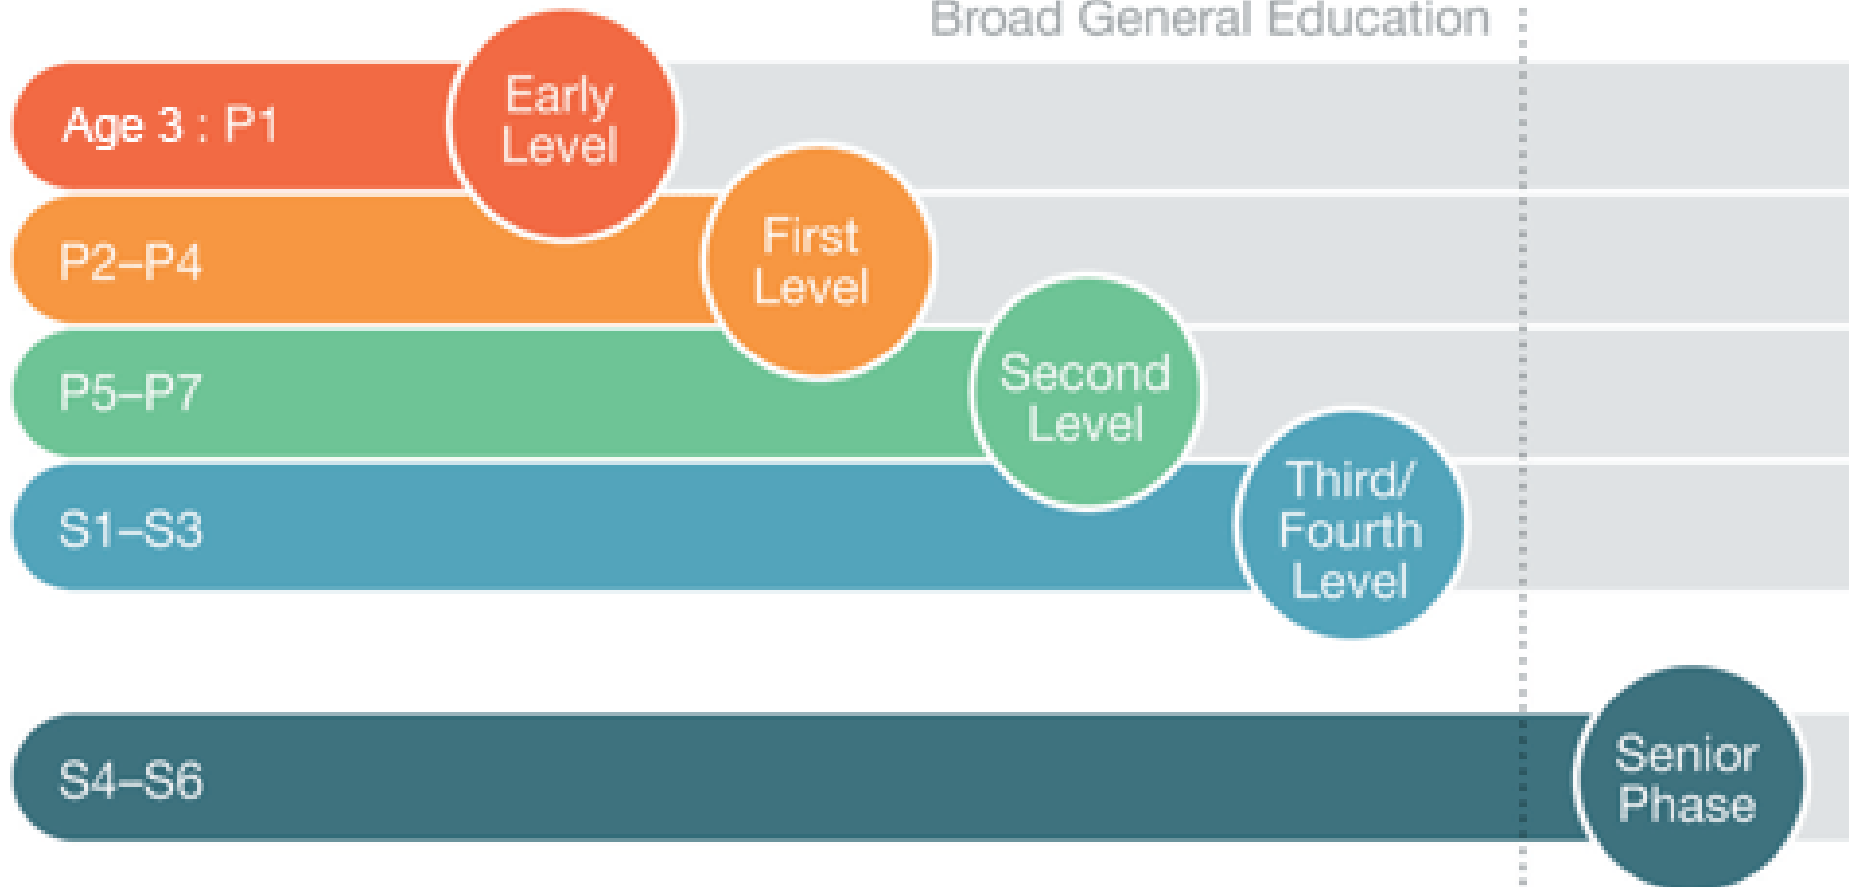 Broad General Education
Age 3 : P1
Early
Level
P2–P4
First
Level
P5–P7
Second
Level
S1–S3
Third/
Fourth
Level
S4–S6
Senior
Phase